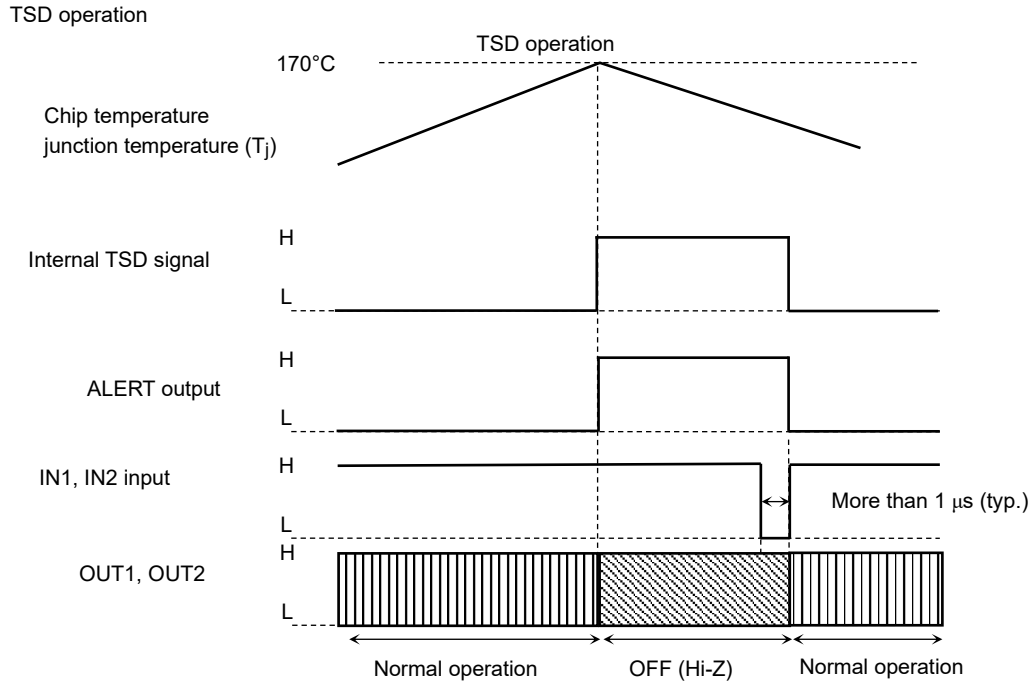 TSD operation
TSD operation
170°C
Chip temperature
junction temperature (Tj)
H
Internal TSD signal
L
H
ALERT output
L
H
IN1, IN2 input
More than 1 μs (typ.)
L
H
OUT1, OUT2
L
Normal operation
OFF (Hi-Z)
Normal operation